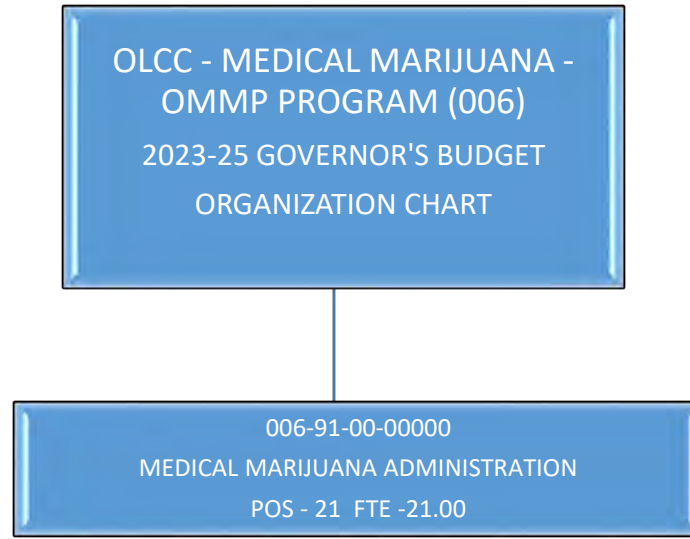 OLCC - MEDICAL MARIJUANA -
OMMP PROGRAM (006)
2023-25 GOVERNOR'S BUDGET
ORGANIZATION CHART
006-91-00-00000
MEDICAL MARIJUANA ADMINISTRATION
POS - 21 FTE -21.00